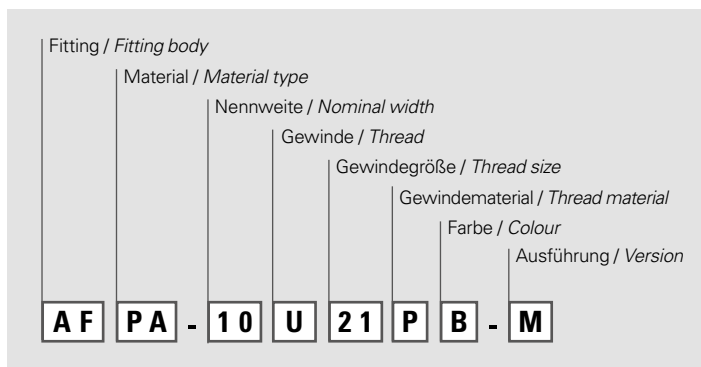 Fitting / Fitting body
Material / Material type
Nennweite / Nominal width
Gewinde / Thread
Gewindegröße / Thread size
Gewindematerial / Thread material
Farbe / Colour
Ausführung / Version
AF PA - 10 U 21 P B - M